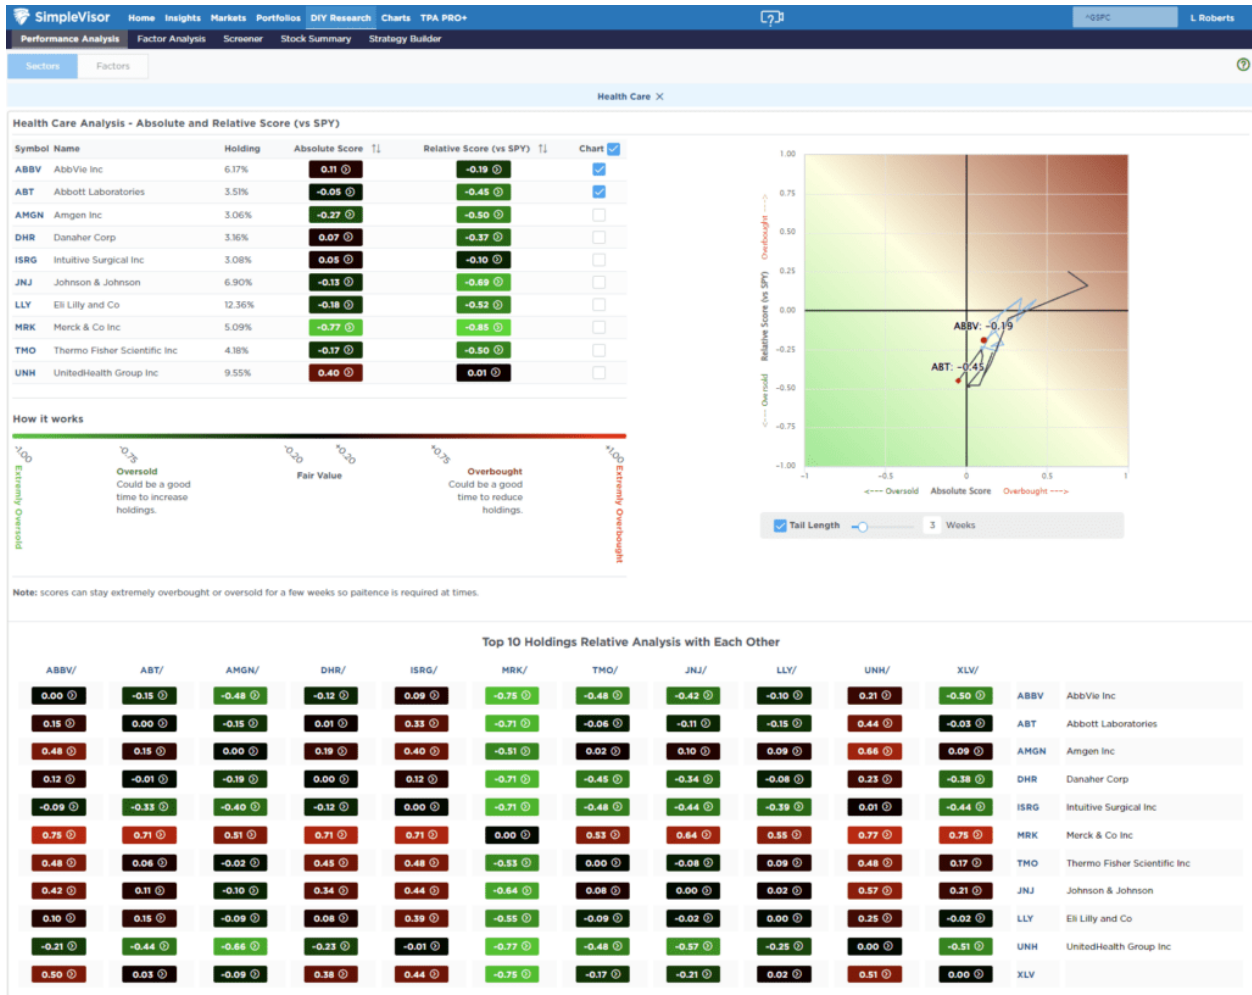 SimpleVisor Home Insights Markets Portfolios DIY Research Charts TPA PRO+ ^GSPC L Roberts
Performance Analysis Factor Analysis Screener Stock Summary Strategy Builder
Sectors Factors
Health Care ×
Health Care Analysis - Absolute and Relative Score (vs SPY)
Symbol Name Holding Absolute Score Relative Score (vs SPY) Chart
ABBV AbbVie Inc 6.17% 0.11 -0.19
ABT Abbott Laboratories 3.51% -0.05 -0.45
AMGN Amgen Inc 3.06% -0.27 -0.50
DHR Danaher Corp 3.16% 0.07 -0.37
ISRG Intuitive Surgical Inc 3.08% 0.05 -0.10
JNJ Johnson & Johnson 6.90% -0.13 -0.69
LLY Eli Lilly and Co 12.36% -0.18 -0.52
MRK Merck & Co Inc 5.09% -0.77 -0.85
TMO Thermo Fisher Scientific Inc 4.18% -0.17 -0.50
UNH UnitedHealth Group Inc 9.55% 0.40 0.01
How it works
-1.00 -0.75 -0.20 +0.20 +0.75 +1.00
Extremly Oversold
Oversold
Could be a good
time to increase
holdings.
Fair Value
Overbought
Could be a good
time to reduce
holdings.
Extremly Overbought
Note: scores can stay extremely overbought or oversold for a few weeks so paitence is required at times.
1.00
0.75
0.50
0.25
0.00
-0.25
-0.50
-0.75
-1.00
<--- Oversold Relative Score (vs SPY) Overbought --->
ABBV: -0.19
ABT: -0.45
-1 -0.5 0 0.5 1
<--- Oversold Absolute Score Overbought --->
Tail Length 3 Weeks
Top 10 Holdings Relative Analysis with Each Other
ABBV/ ABT/ AMGN/ DHR/ ISRG/ MRK/ TMO/ JNJ/ LLY/ UNH/ XLV/
0.00 -0.15 -0.48 -0.12 0.09 -0.75 -0.48 -0.42 -0.10 0.21 -0.50 ABBV AbbVie Inc
0.15 0.00 -0.15 0.01 0.33 -0.71 -0.06 -0.11 -0.15 0.44 -0.03 ABT Abbott Laboratories
0.48 0.15 0.00 0.19 0.40 -0.51 0.02 0.10 0.09 0.66 0.09 AMGN Amgen Inc
0.12 -0.01 -0.19 0.00 0.12 -0.71 -0.45 -0.34 -0.08 0.23 -0.38 DHR Danaher Corp
-0.09 -0.33 -0.40 -0.12 0.00 -0.71 -0.48 -0.44 -0.39 0.01 -0.44 ISRG Intuitive Surgical Inc
0.75 0.71 0.51 0.71 0.71 0.00 0.53 0.64 0.55 0.77 0.75 MRK Merck & Co Inc
0.48 0.06 -0.02 0.45 0.48 -0.53 0.00 -0.08 0.09 0.48 0.17 TMO Thermo Fisher Scientific Inc
0.42 0.11 -0.10 0.34 0.44 -0.64 0.08 0.00 0.02 0.57 0.21 JNJ Johnson & Johnson
0.10 0.15 -0.09 0.08 0.39 -0.55 -0.09 -0.02 0.00 0.25 -0.02 LLY Eli Lilly and Co
-0.21 -0.44 -0.66 -0.23 -0.01 -0.77 -0.48 -0.57 -0.25 0.00 -0.51 UNH UnitedHealth Group Inc
0.50 0.03 -0.09 0.38 0.44 -0.75 -0.17 -0.21 0.02 0.51 0.00 XLV